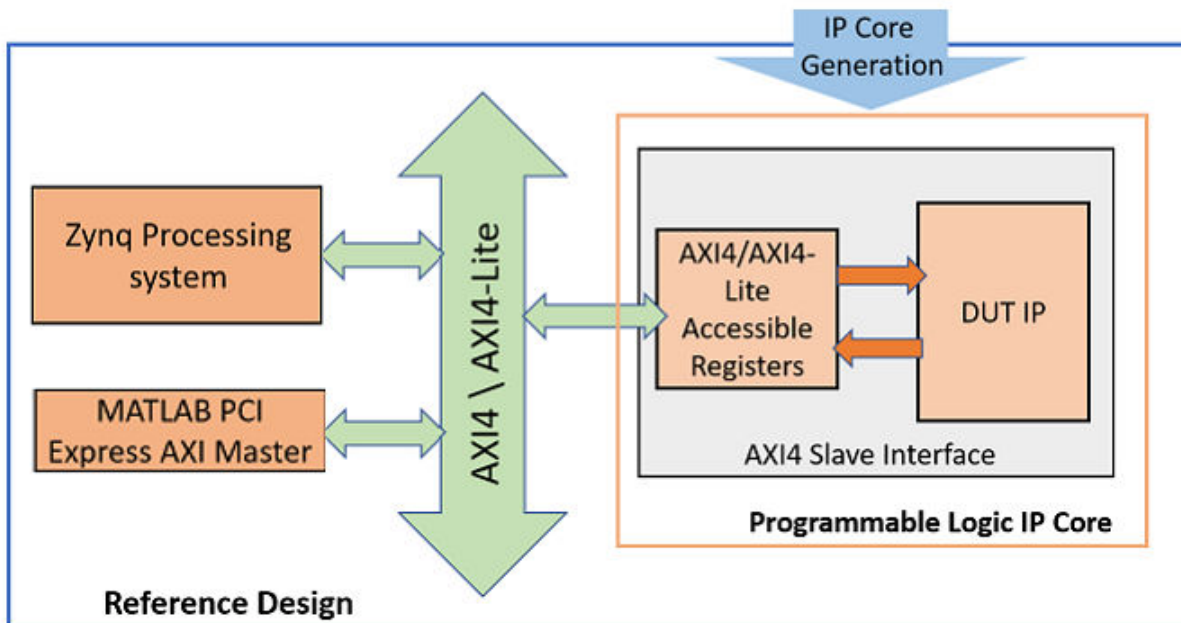 IP Core
Generation
Zynq Processing
system
MATLAB PCI
Express AXI Master
AXI4 \ AXI4-Lite
AXI4/AXI4-
Lite
Accessible
Registers
DUT IP
AXI4 Slave Interface
Programmable Logic IP Core
Reference Design